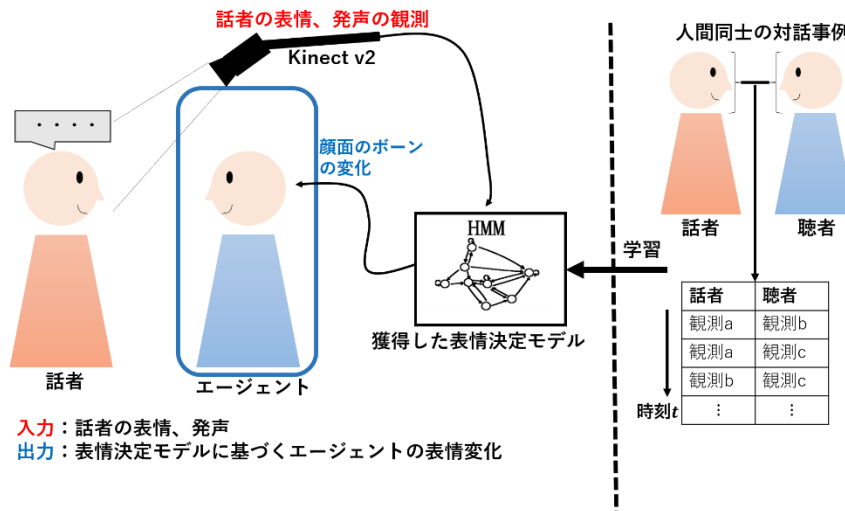 話者の表情、発声の観測
Kinect v2
・・・・
顔面のボーン
の変化
HMM
獲得した表情決定モデル
話者
エージェント
入力：話者の表情、発声
出力：表情決定モデルに基づくエージェントの表情変化
学習
人間同士の対話事例
話者
聴者
話者 聴者
観測a 観測b
観測a 観測c
観測b 観測c
⋮ ⋮
時刻t